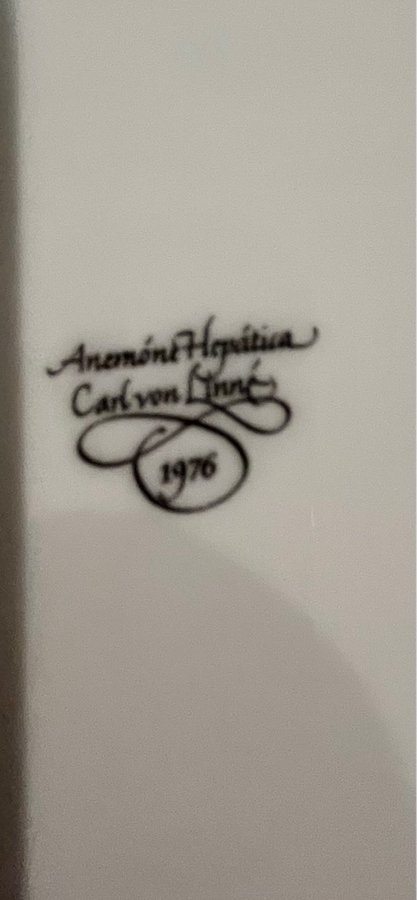 Anemóne Hepática
Carl von Linné
1976